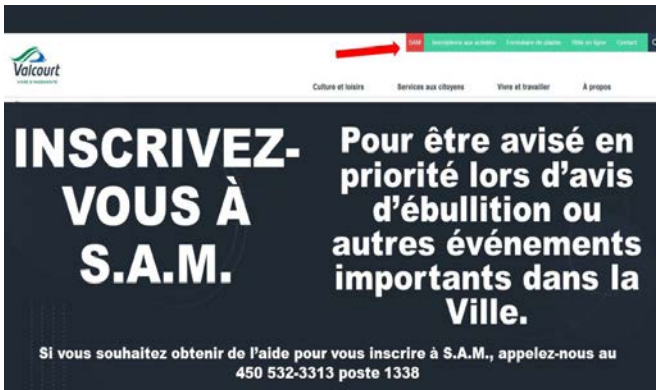 SAM Inscriptions aux activités Formulaire de plainte Rôle en ligne Contact
Valcourt
Culture et loisirs Services aux citoyens Vivre et travailler À propos
INSCRIVEZ-
VOUS À
S.A.M.
Pour être avisé en
priorité lors d’avis
d’ébullition ou
autres événements
importants dans la
Ville.
Si vous souhaitez obtenir de l’aide pour vous inscrire à S.A.M., appelez-nous au
450 532-3313 poste 1338